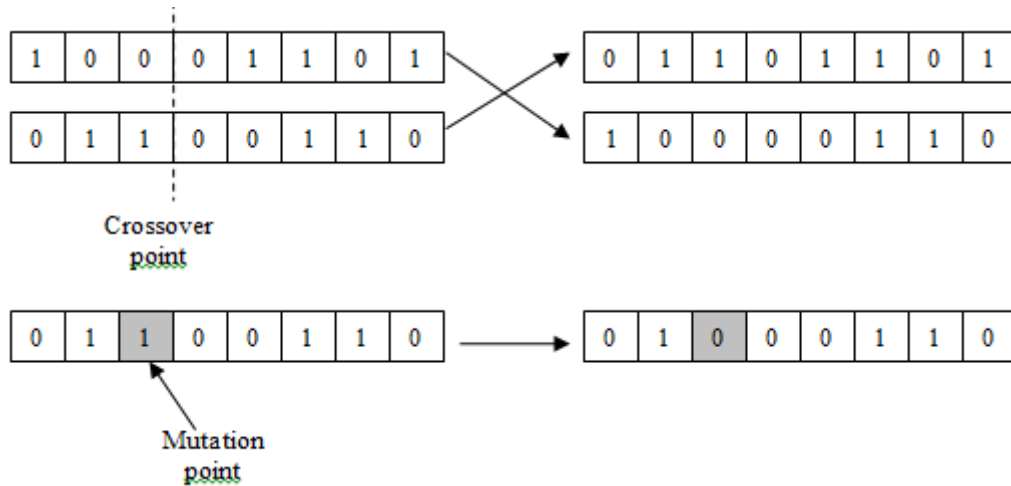 1 0 0 0 1 1 0 1 0 1 1 0 1 1 0 1
0 1 1 0 0 1 1 0 1 0 0 0 0 1 1 0
Crossover
point
0 1 1 0 0 1 1 0 0 1 0 0 0 1 1 0
Mutation
point